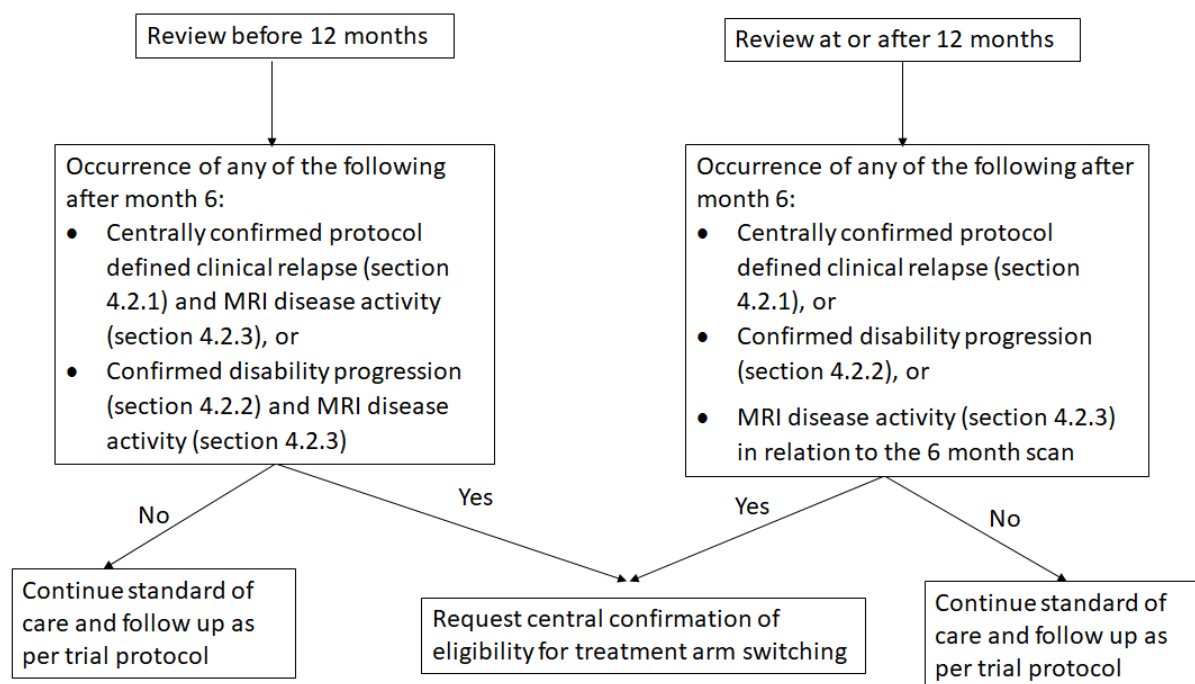 Review before 12 months
Review at or after 12 months
Occurrence of any of the following
after month 6:
• Centrally confirmed protocol
defined clinical relapse (section
4.2.1) and MRI disease activity
(section 4.2.3), or
• Confirmed disability progression
(section 4.2.2) and MRI disease
activity (section 4.2.3)
Occurrence of any of the following after
month 6:
• Centrally confirmed protocol
defined clinical relapse (section
4.2.1), or
• Confirmed disability progression
(section 4.2.2), or
• MRI disease activity (section 4.2.3)
in relation to the 6 month scan
No
Yes
Yes
No
Continue standard of
care and follow up as
per trial protocol
Request central confirmation of
eligibility for treatment arm switching
Continue standard of
care and follow up as
per trial protocol